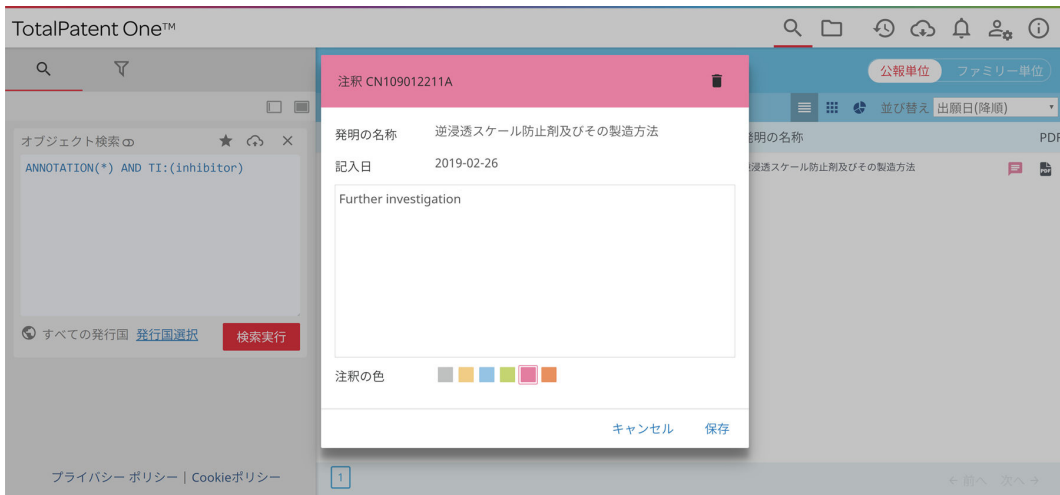 TotalPatent One™
公報単位 ファミリー単位
並び替え 出願日(降順)
オブジェクト検索
ANNOTATION(*) AND TI:(inhibitor)
すべての発行国 発行国選択 検索実行
プライバシー ポリシー | Cookieポリシー
注釈 CN109012211A
発明の名称 逆浸透スケール防止剤及びその製造方法
記入日 2019-02-26
Further investigation
注釈の色
キャンセル 保存
発明の名称 PDF
浸透スケール防止剤及びその製造方法
PDF
1
← 前へ 次へ →